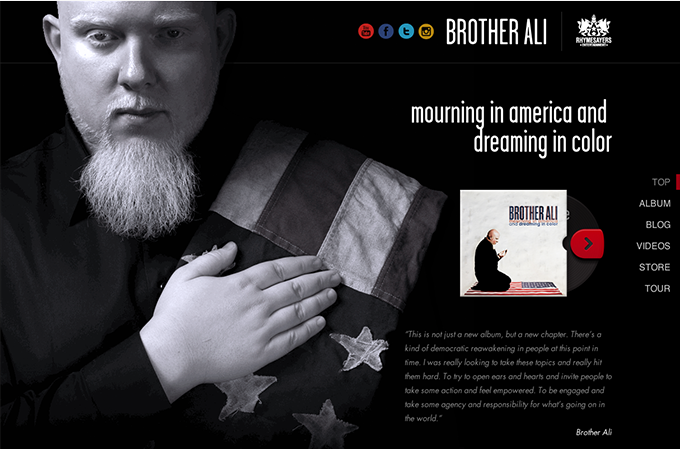 BROTHER ALI
RHYMESAYERS
ENTERTAINMENT
mourning in america and
dreaming in color
TOP
ALBUM
BLOG
VIDEOS
STORE
TOUR
BROTHER ALI
and dreaming in color
"This is not just a new album, but a new chapter. There's a
kind of democratic reawakening in people at this point in
time. I was really looking to take these topics and really hit
them hard. To try to open ears and hearts and invite people to
take some action and feel empowered. To be engaged and
take some agency and responsibility for what's going on in
the world."
Brother Ali